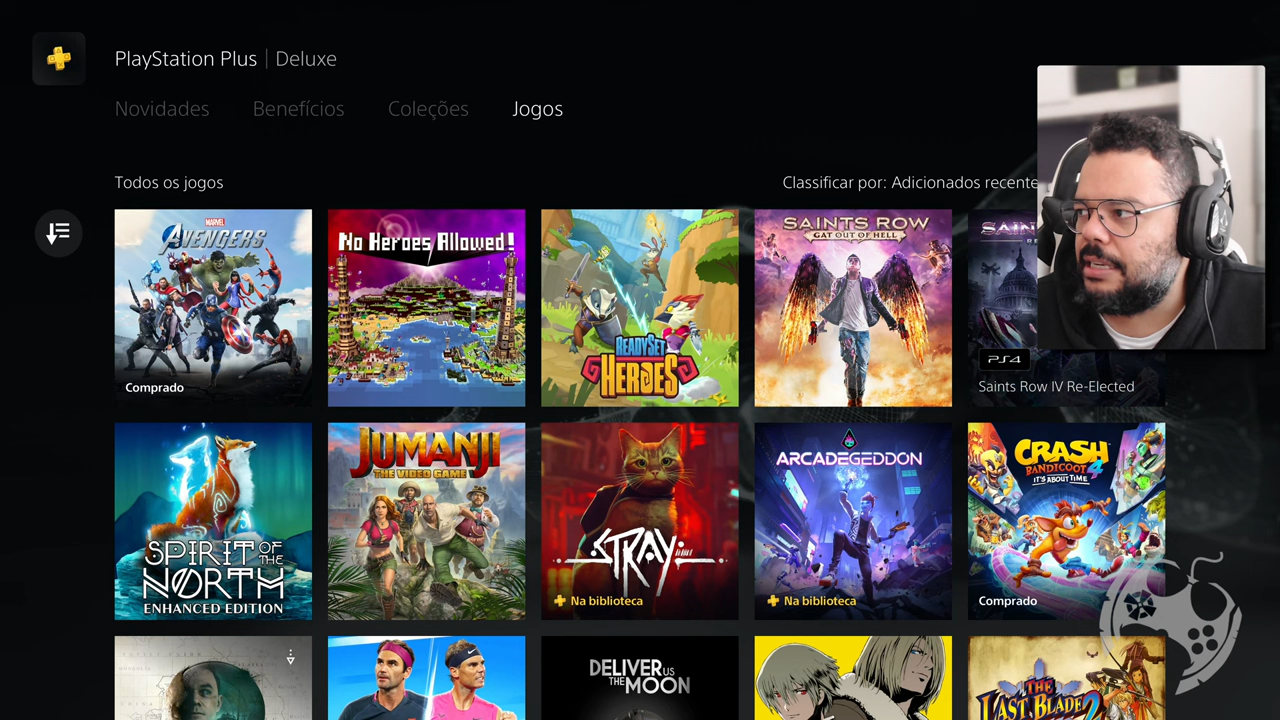 PlayStation Plus | Deluxe
Novidades Benefícios Coleções Jogos
Todos os jogos
Classificar por: Adicionados recente
MARVEL
AVENGERS
Comprado
No Heroes Allowed!
READYSET
HEROES
SAINTS ROW
GAT OUT OF HELL
SAIN
PS4
Saints Row IV Re-Elected
SPIRIT OF THE
NORTH
ENHANCED EDITION
JUMANJI
THE VIDEO GAME
STRAY
Na biblioteca
ARCADEGEDDON
Na biblioteca
CRASH
BANDICOOT 4
IT'S ABOUT TIME
Comprado
DELIVER US
THE MOON
THE
LAST BLADE 2